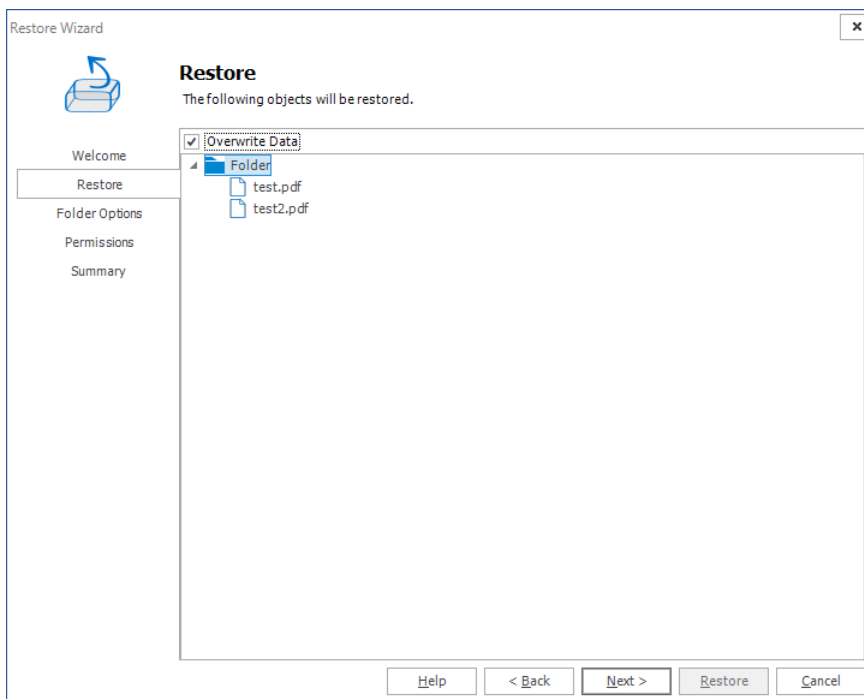 Restore Wizard
Restore
The following objects will be restored.
Welcome
Restore
Folder Options
Permissions
Summary
Overwrite Data
Folder
test.pdf
test2.pdf
Help
< Back
Next >
Restore
Cancel